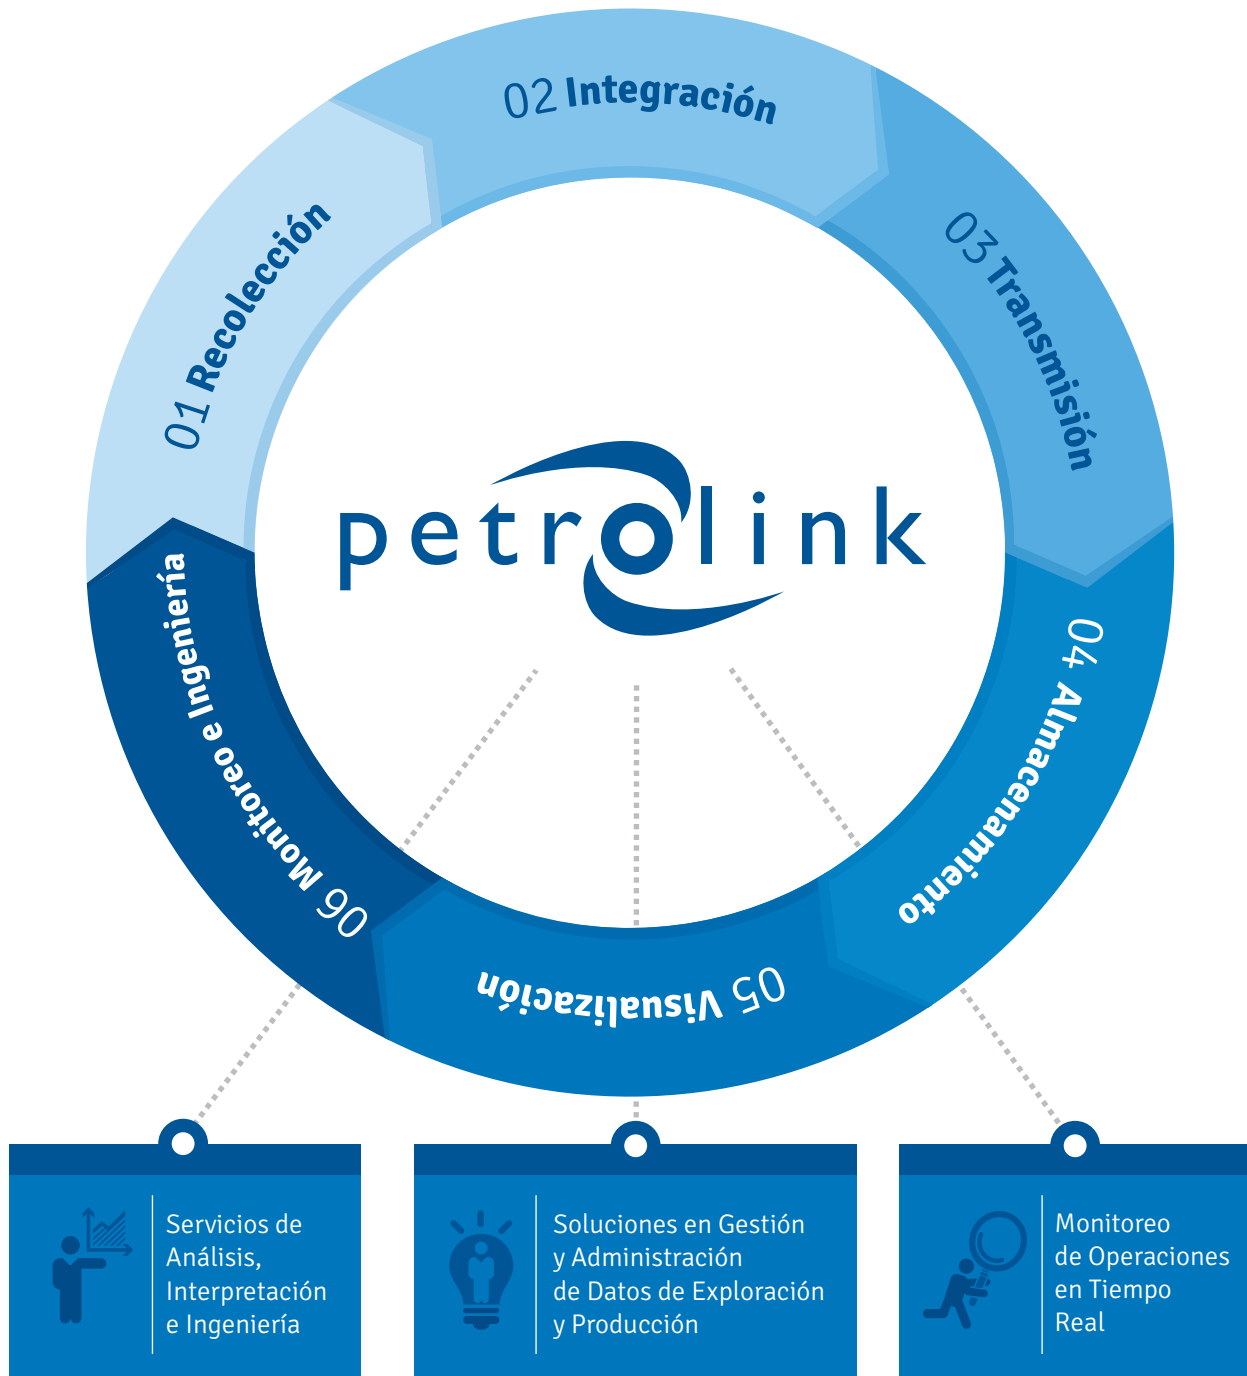 01 Recolección
02 Integración
03 Transmisión
04 Almacenamiento
05 Visualización
06 Monitoreo e Ingeniería
petrolink
Servicios de
Análisis,
Interpretación
e Ingeniería
Soluciones en Gestión
y Administración
de Datos de Exploración
y Producción
Monitoreo
de Operaciones
en Tiempo
Real